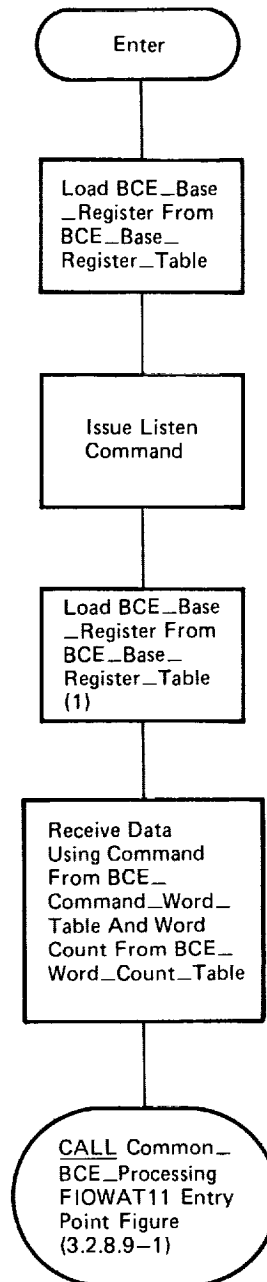 Enter
Load BCE_Base
_Register From
BCE_Base_
Register_Table
Issue Listen
Command
Load BCE_Base
_Register From
BCE_Base_
Register_Table
(1)
Receive Data
Using Command
From BCE_
Command_Word_
Table And Word
Count From BCE_
Word_Count_Table
CALL Common_
BCE_Processing
FIOWAT11 Entry
Point Figure
(3.2.8.9–1)